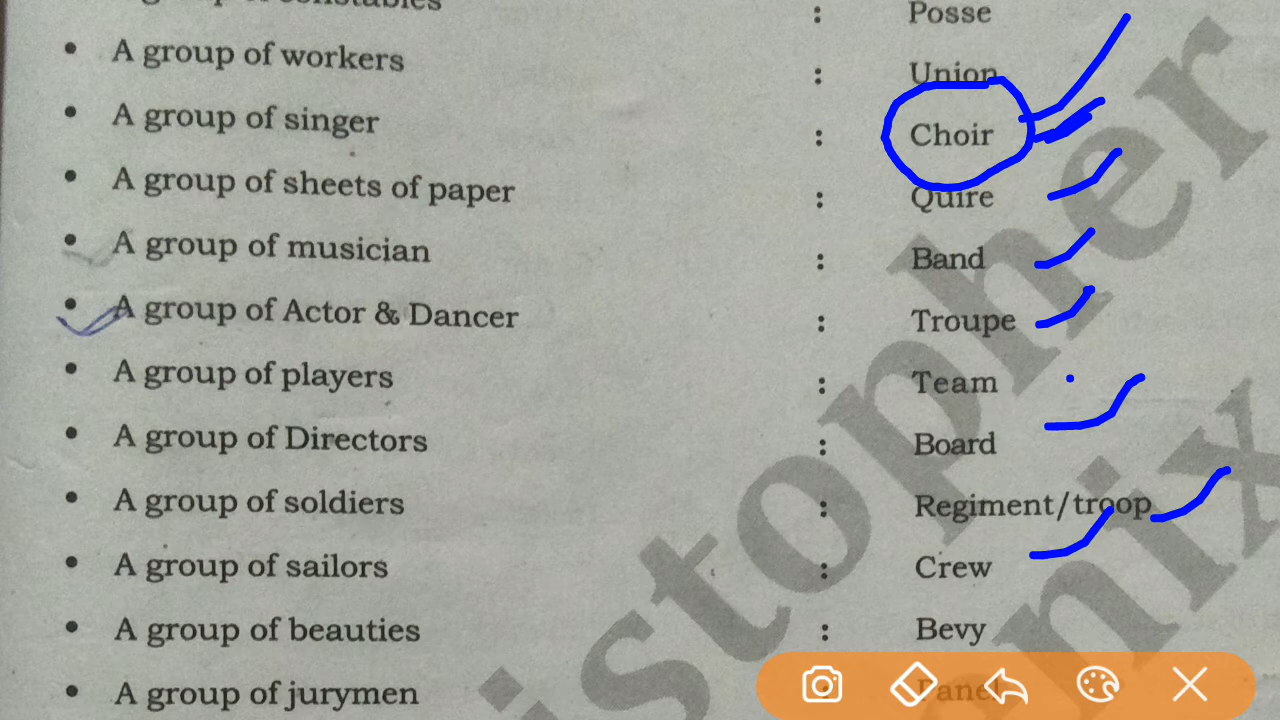 constables : Posse
• A group of workers : Union
• A group of singer : Choir
• A group of sheets of paper : Quire
• A group of musician : Band
• A group of Actor & Dancer : Troupe
• A group of players : Team
• A group of Directors : Board
• A group of soldiers : Regiment/troop
• A group of sailors : Crew
• A group of beauties : Bevy
• A group of jurymen : Panel